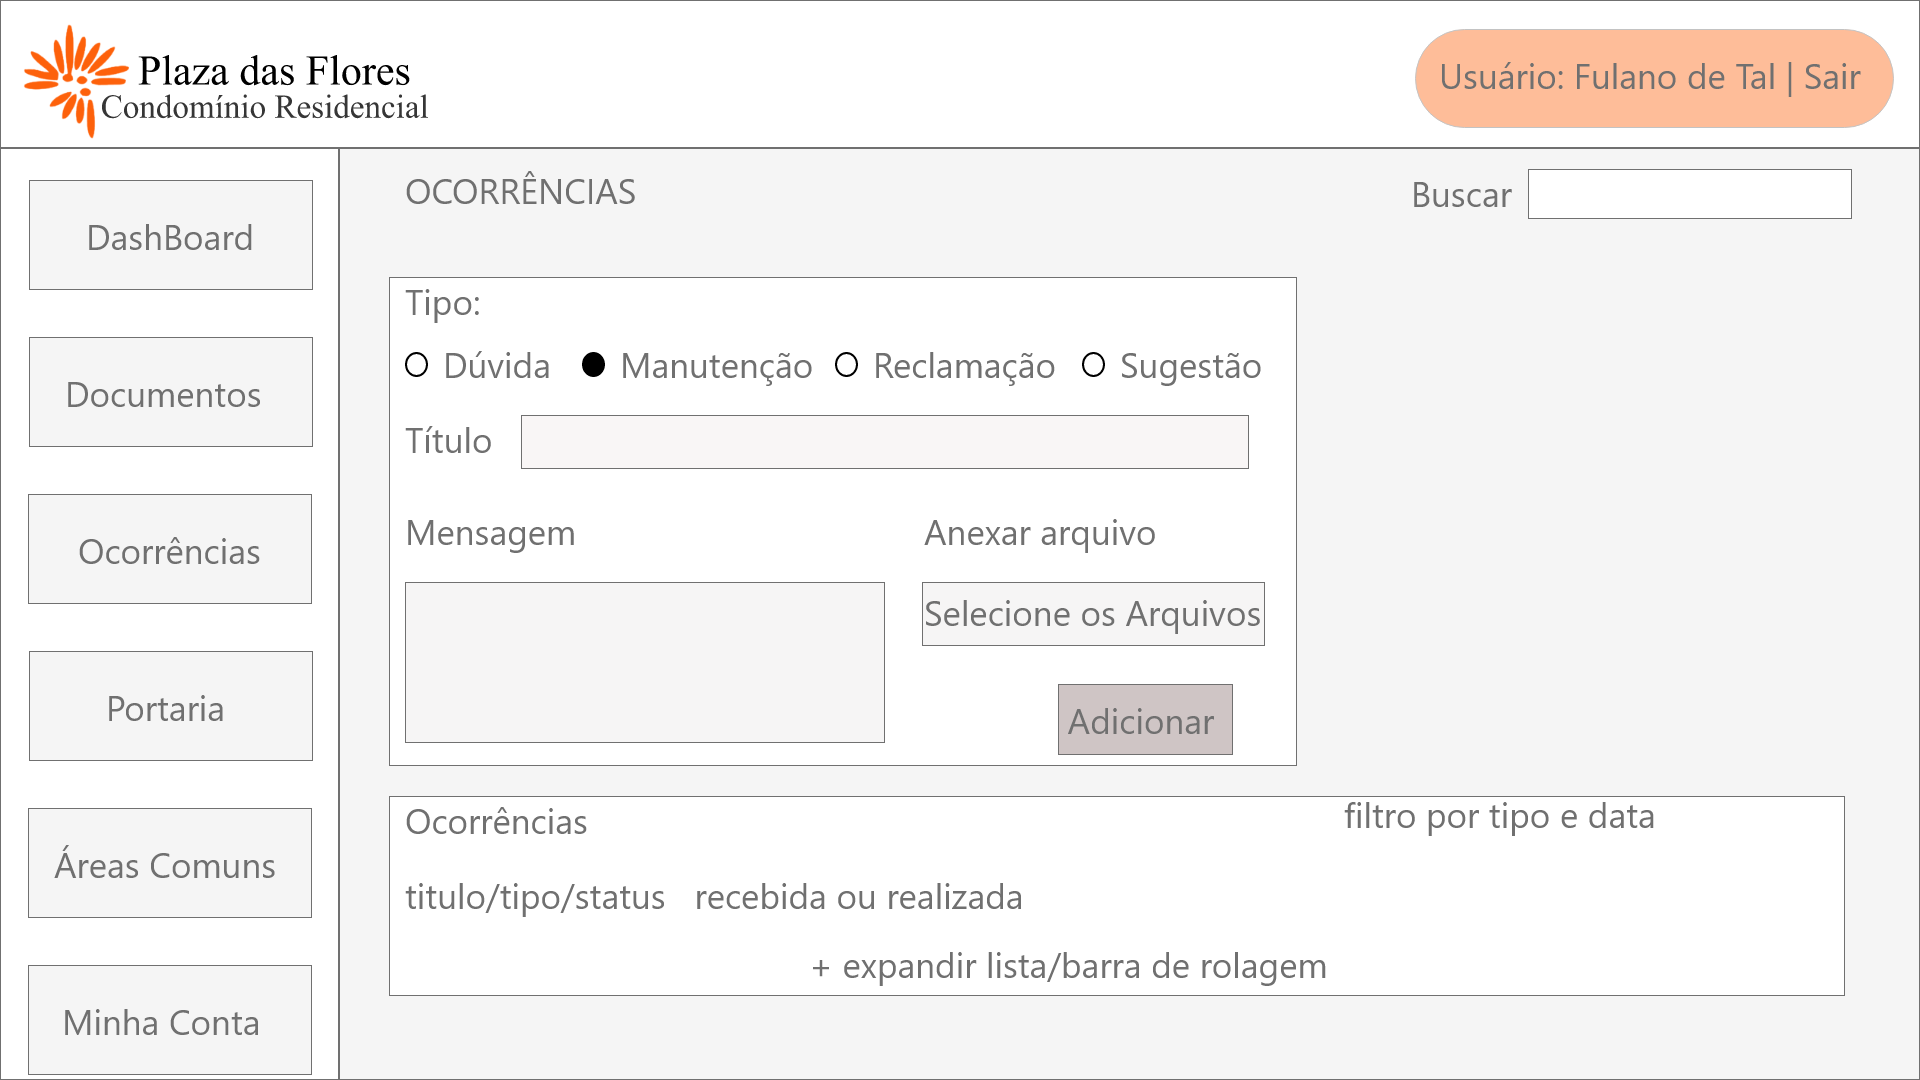 Plaza das Flores
Condomínio Residencial
Usuário: Fulano de Tal | Sair
DashBoard
Documentos
Ocorrências
Portaria
Áreas Comuns
Minha Conta
OCORRÊNCIAS
Buscar
Tipo:
Dúvida Manutenção Reclamação Sugestão
Título
Mensagem
Anexar arquivo
Selecione os Arquivos
Adicionar
Ocorrências
filtro por tipo e data
titulo/tipo/status recebida ou realizada
+ expandir lista/barra de rolagem